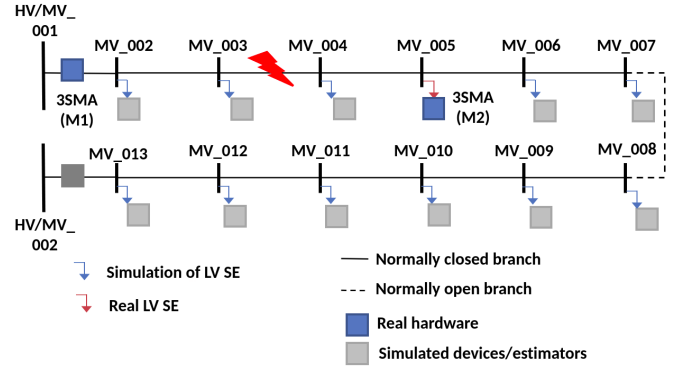 HV/MV_
001
MV_002 MV_003 MV_004 MV_005 MV_006 MV_007
3SMA
(M1)
3SMA
(M2)
MV_013 MV_012 MV_011 MV_010 MV_009 MV_008
HV/MV_
002
Simulation of LV SE
Real LV SE
Normally closed branch
Normally open branch
Real hardware
Simulated devices/estimators